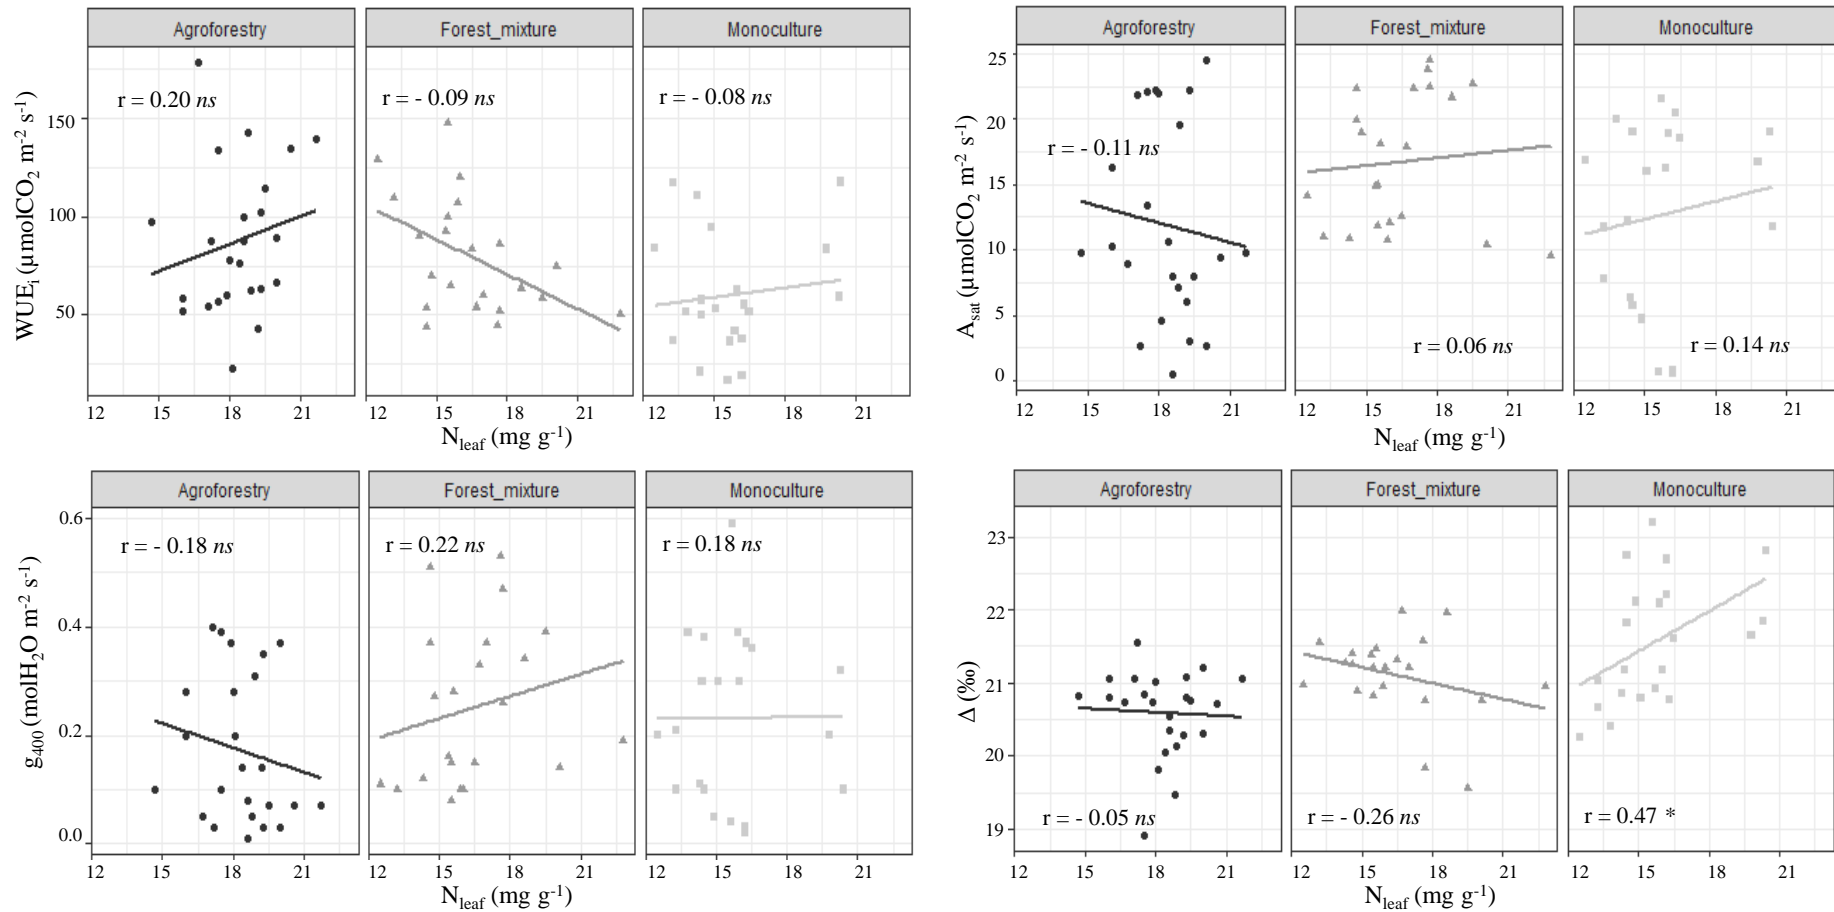 Agroforestry Forest_mixture Monoculture
r = 0.20 ns r = - 0.09 ns r = - 0.08 ns
WUEi (µmolCO2 m-2 s-1)
150
100
50
12 15 18 21 12 15 18 21 12 15 18 21
Nleaf (mg g-1)
Agroforestry Forest_mixture Monoculture
r = - 0.11 ns
r = 0.06 ns r = 0.14 ns
Asat (µmolCO2 m-2 s-1)
25
20
15
10
5
0
12 15 18 21 12 15 18 21 12 15 18 21
Nleaf (mg g-1)
Agroforestry Forest_mixture Monoculture
r = - 0.18 ns r = 0.22 ns r = 0.18 ns
g400 (molH2O m-2 s-1)
0.6
0.4
0.2
0.0
12 15 18 21 12 15 18 21 12 15 18 21
Nleaf (mg g-1)
Agroforestry Forest_mixture Monoculture
Δ (‰)
23
22
21
20
19
r = - 0.05 ns r = - 0.26 ns r = 0.47 *
12 15 18 21 12 15 18 21 12 15 18 21
Nleaf (mg g-1)